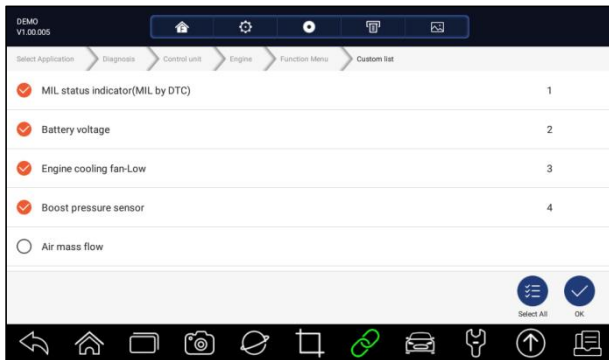 DEMO
V1.00.005
Select Application Diagnosis Control unit Engine Function Menu Custom list
MIL status indicator(MIL by DTC) 1
Battery voltage 2
Engine cooling fan-Low 3
Boost pressure sensor 4
Air mass flow
Select All OK